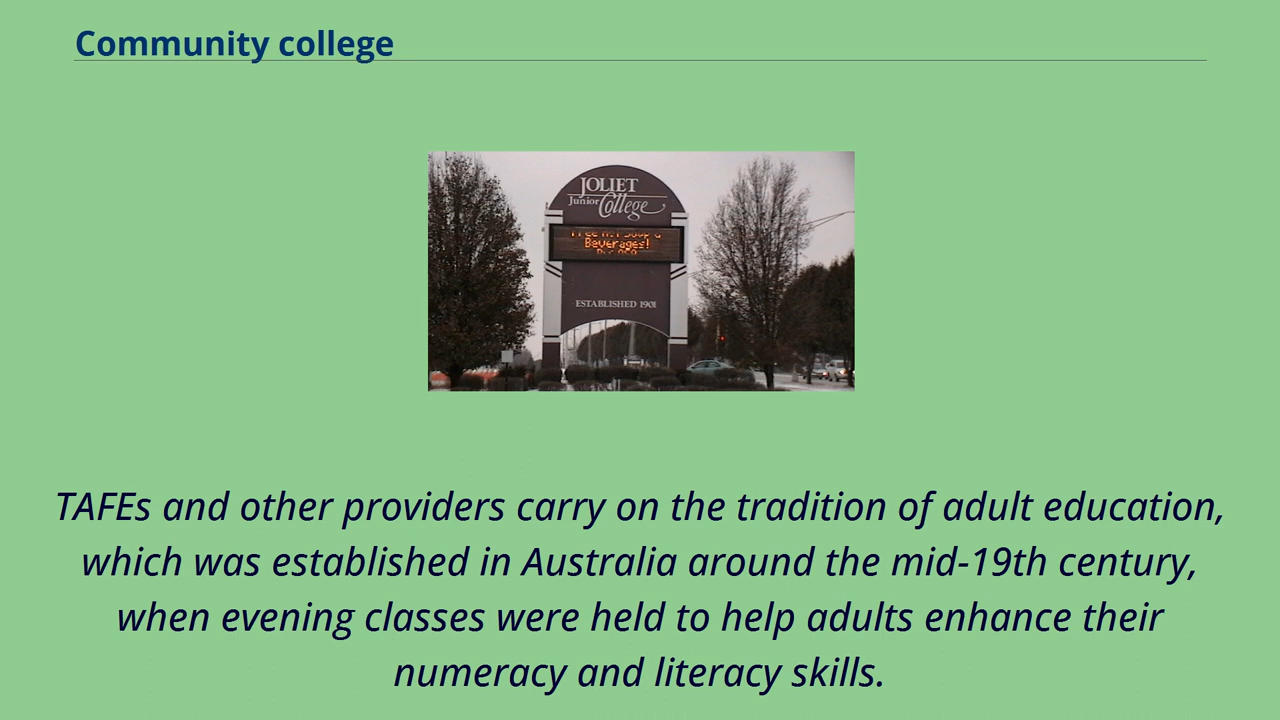 Community college
JOLIET
Junior College
Beverages!
ESTABLISHED 1901
TAFEs and other providers carry on the tradition of adult education,
which was established in Australia around the mid-19th century,
when evening classes were held to help adults enhance their
numeracy and literacy skills.